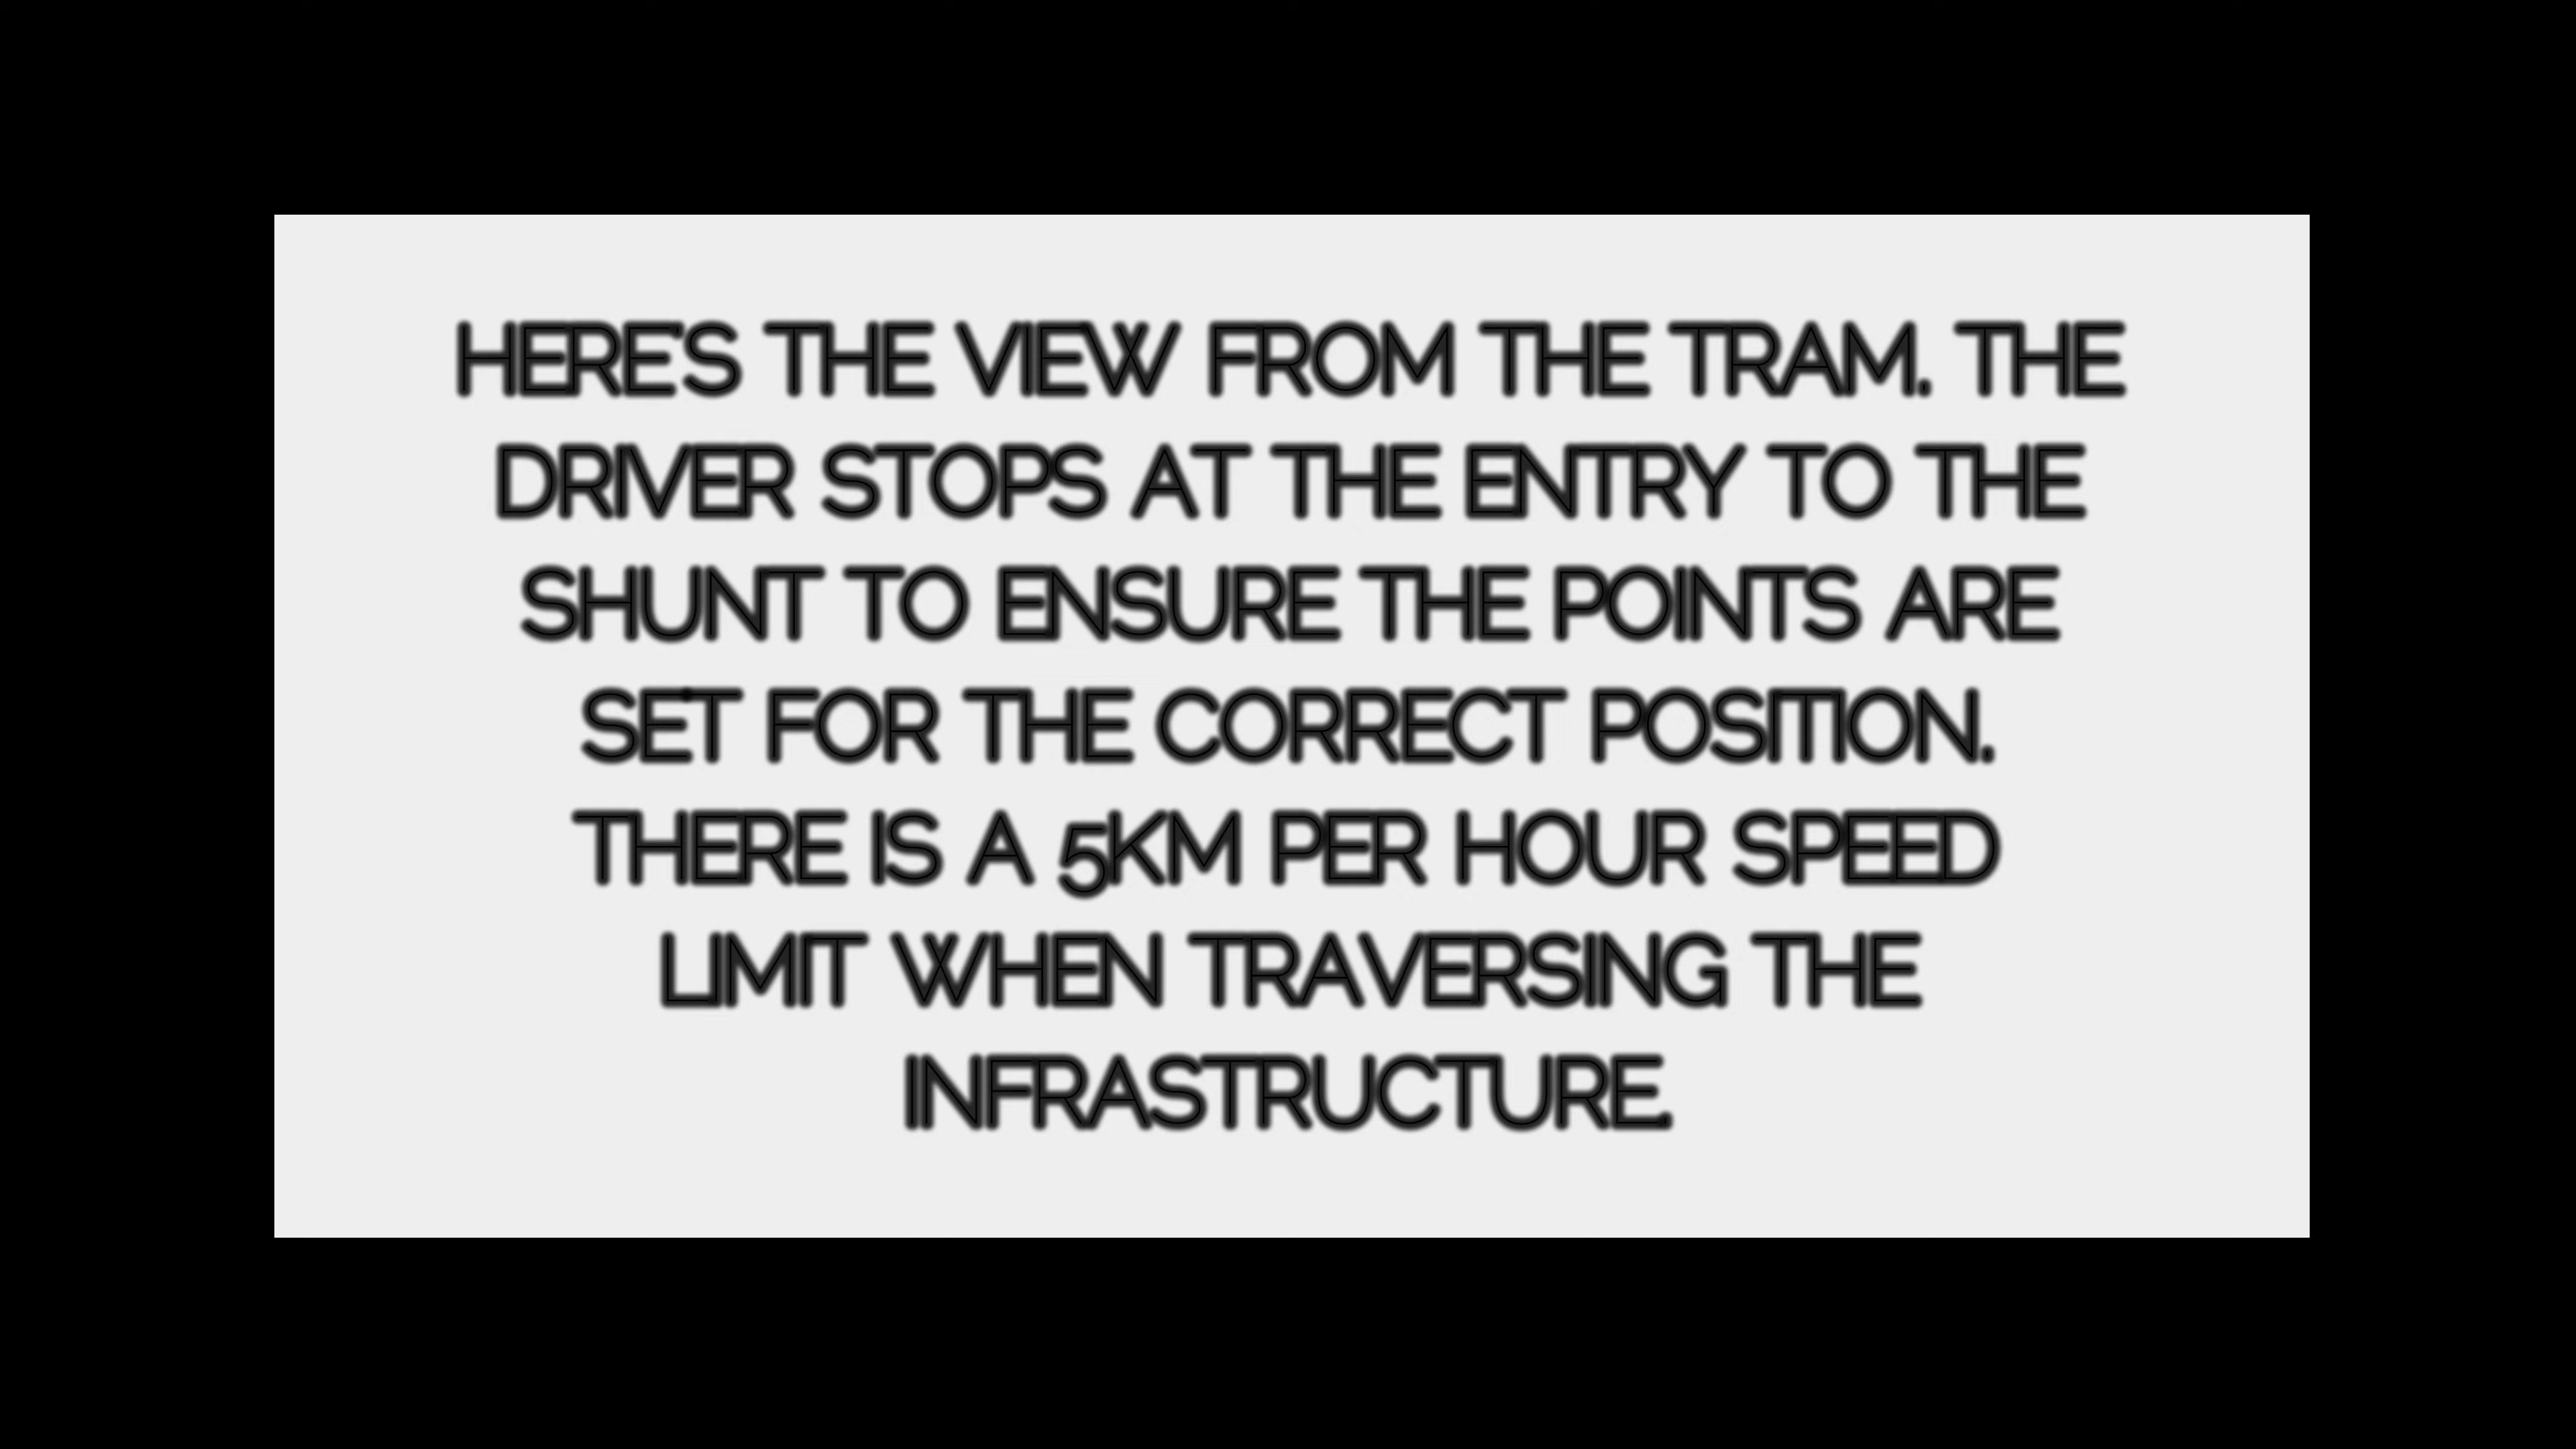 HERE'S THE VIEW FROM THE TRAM. THE
DRIVER STOPS AT THE ENTRY TO THE
SHUNT TO ENSURE THE POINTS ARE
SET FOR THE CORRECT POSITION.
THERE IS A 5KM PER HOUR SPEED
LIMIT WHEN TRAVERSING THE
INFRASTRUCTURE.